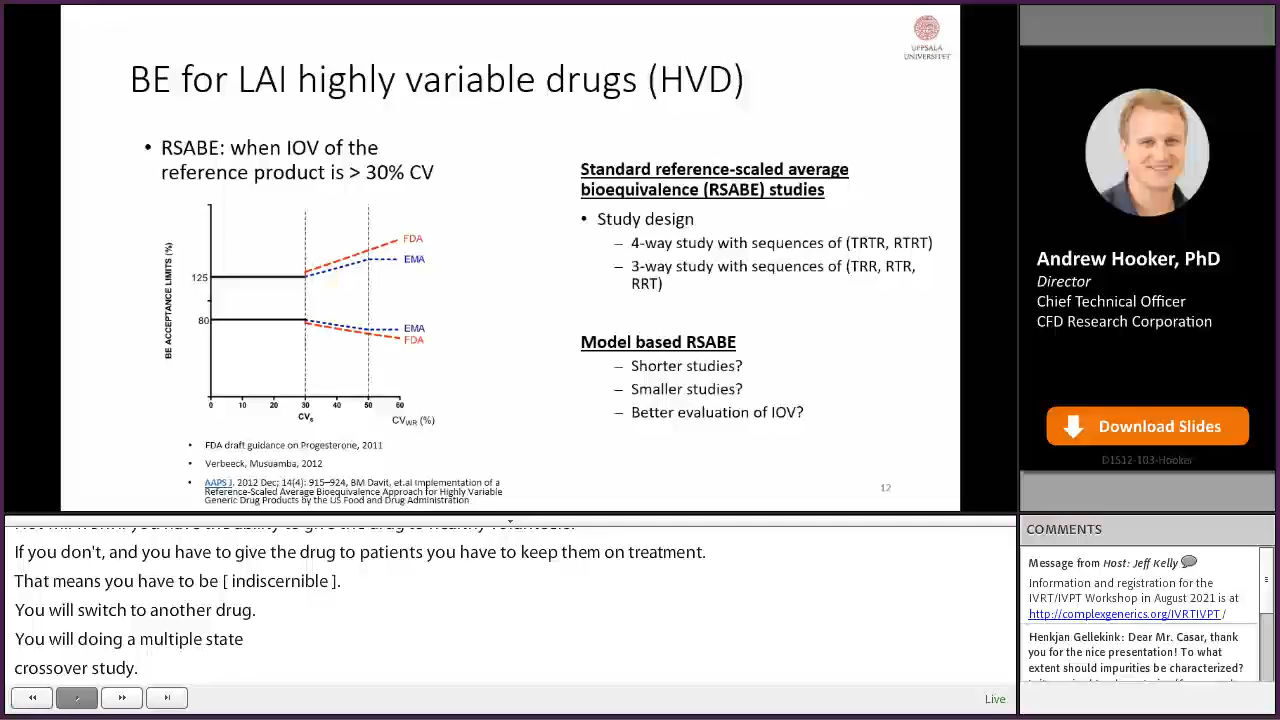 UPPSALA
UNIVERSITET
BE for LAI highly variable drugs (HVD)
• RSABE: when IOV of the
reference product is > 30% CV
BE ACCEPTANCE LIMITS (%)
125
80
FDA
EMA
EMA
FDA
0 10 20 30 40 50 60
CVs
CVWR (%)
• FDA draft guidance on Progesterone, 2011
• Verbeeck, Musuamba, 2012
• AAPS J. 2012 Dec; 14(4): 915–924, BM Davit, et.al Implementation of a
Reference-Scaled Average Bioequivalence Approach for Highly Variable
Generic Drug Products by the US Food and Drug Administration
Standard reference-scaled average
bioequivalence (RSABE) studies
• Study design
– 4-way study with sequences of (TRTR, RTRT)
– 3-way study with sequences of (TRR, RTR,
RRT)
Model based RSABE
– Shorter studies?
– Smaller studies?
– Better evaluation of IOV?
12
Andrew Hooker, PhD
Director
Chief Technical Officer
CFD Research Corporation
Download Slides
D1S12-103-Hooker
If you don't, and you have to give the drug to patients you have to keep them on treatment.
That means you have to be [ indiscernible ].
You will switch to another drug.
You will doing a multiple state
crossover study.
Live
COMMENTS
Message from Host: Jeff Kelly
Information and registration for the
IVRT/IVPT Workshop in August 2021 is at
http://complexgenerics.org/IVRTIVPT /
Henkjan Gellekink: Dear Mr. Casar, thank
you for the nice presentation! To what
extent should impurities be characterized?